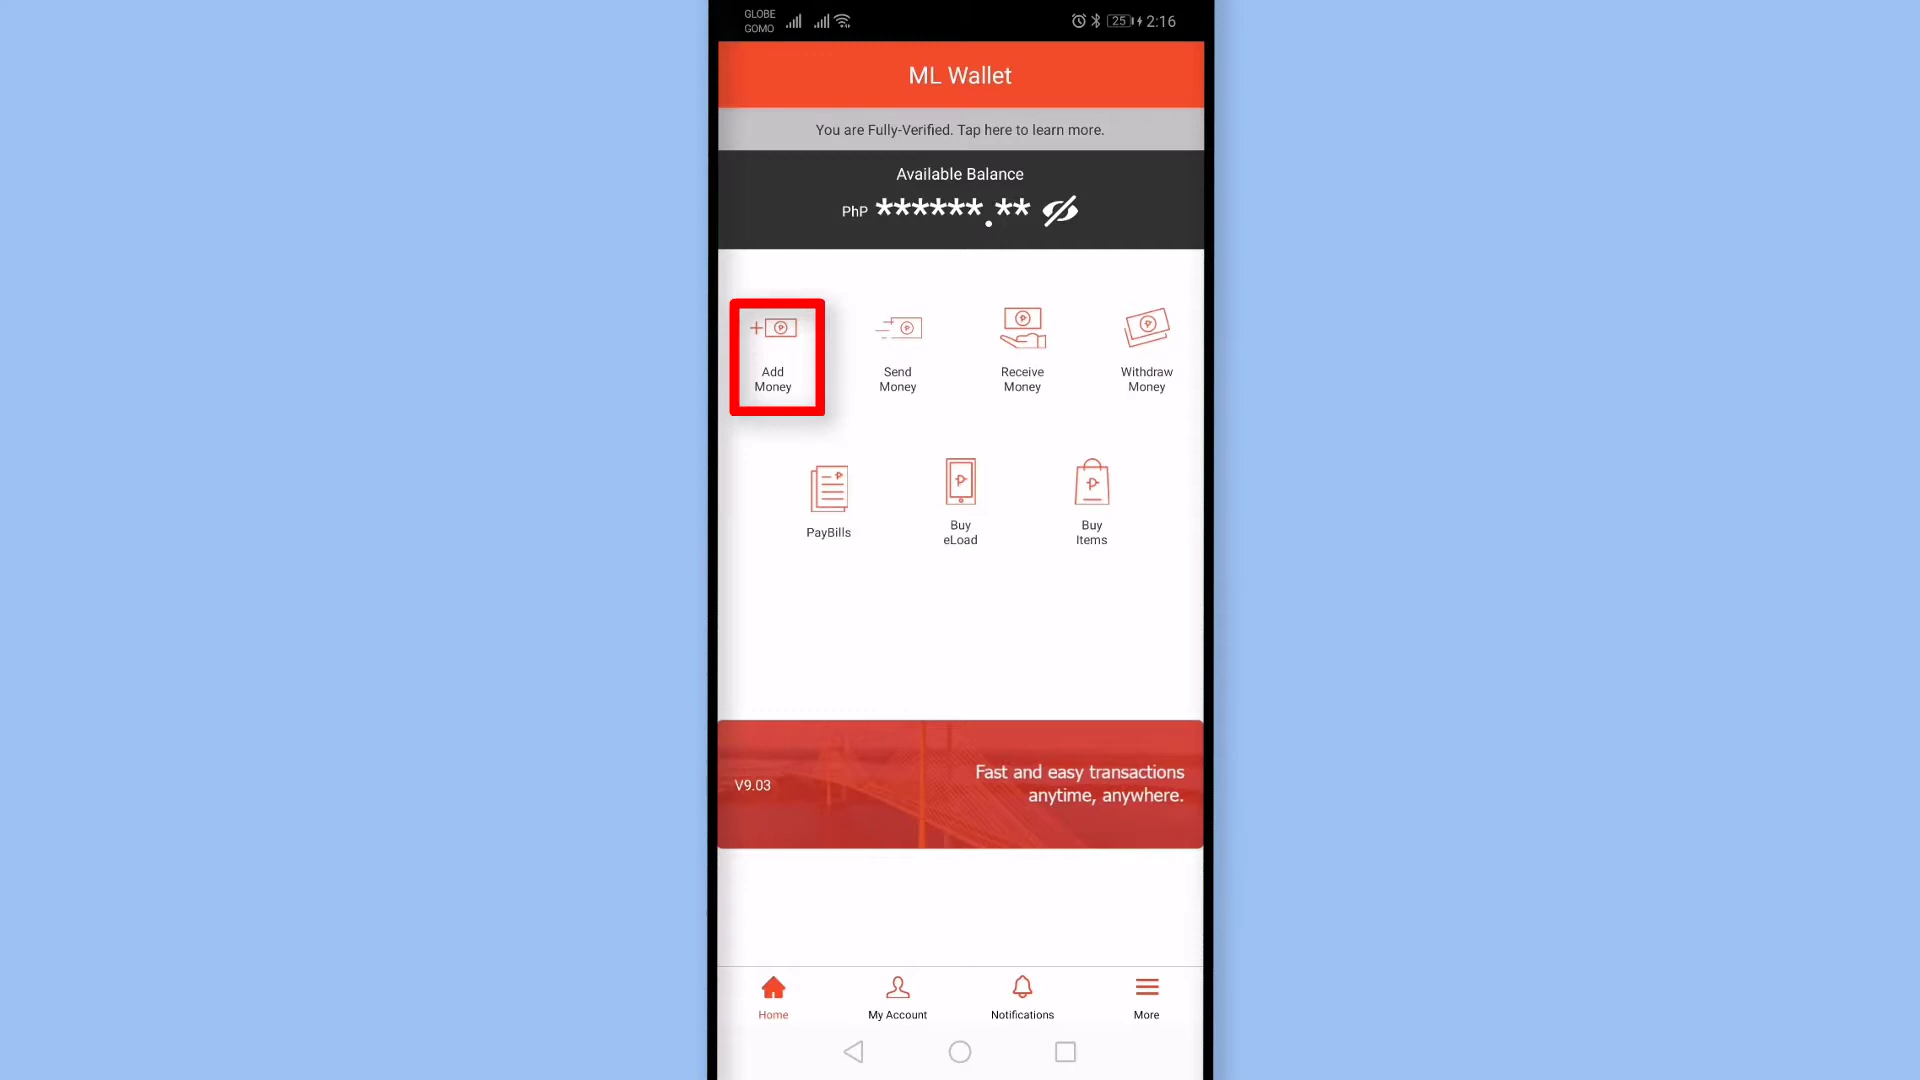 GLOBE
GOMO
25
2:16
ML Wallet
You are Fully-Verified. Tap here to learn more.
Available Balance
PhP ******.**
Add
Money
Send
Money
Receive
Money
Withdraw
Money
PayBills
Buy
eLoad
Buy
Items
V9.03
Fast and easy transactions
anytime, anywhere.
Home
My Account
Notifications
More